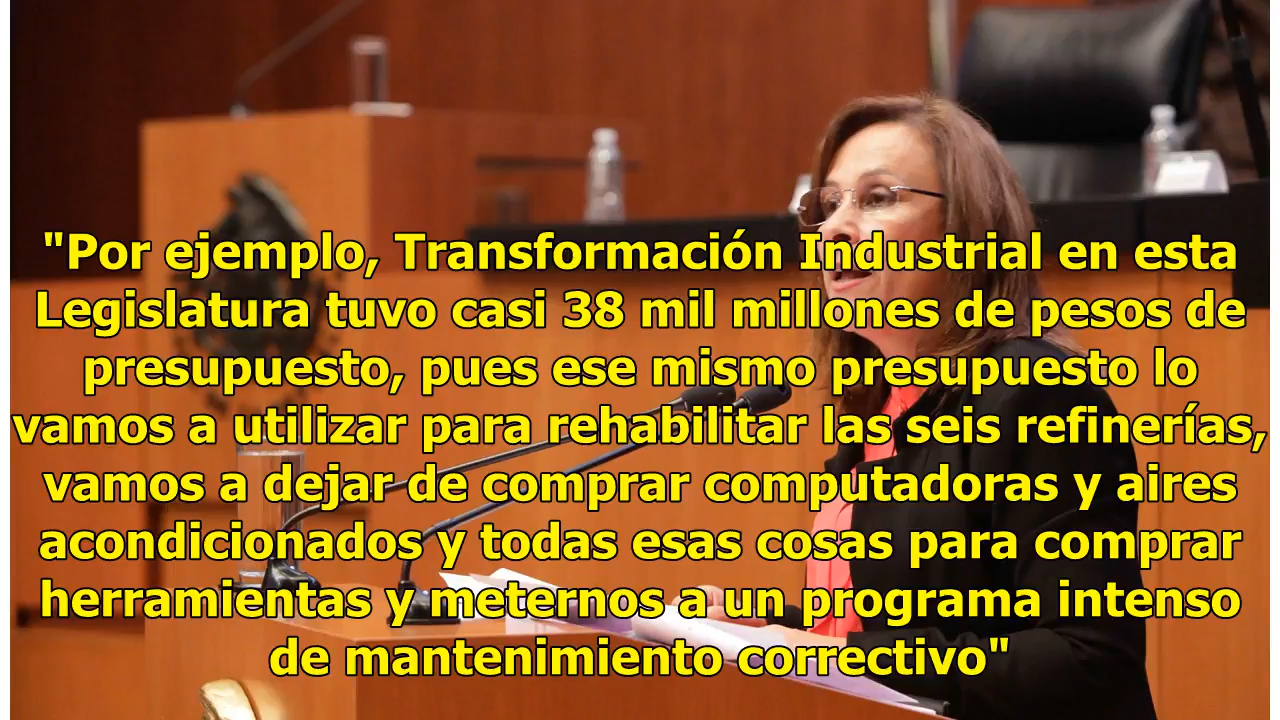 "Por ejemplo, Transformación Industrial en esta
Legislatura tuvo casi 38 mil millones de pesos de
presupuesto, pues ese mismo presupuesto lo
vamos a utilizar para rehabilitar las seis refinerías,
vamos a dejar de comprar computadoras y aires
acondicionados y todas esas cosas para comprar
herramientas y meternos a un programa intenso
de mantenimiento correctivo"